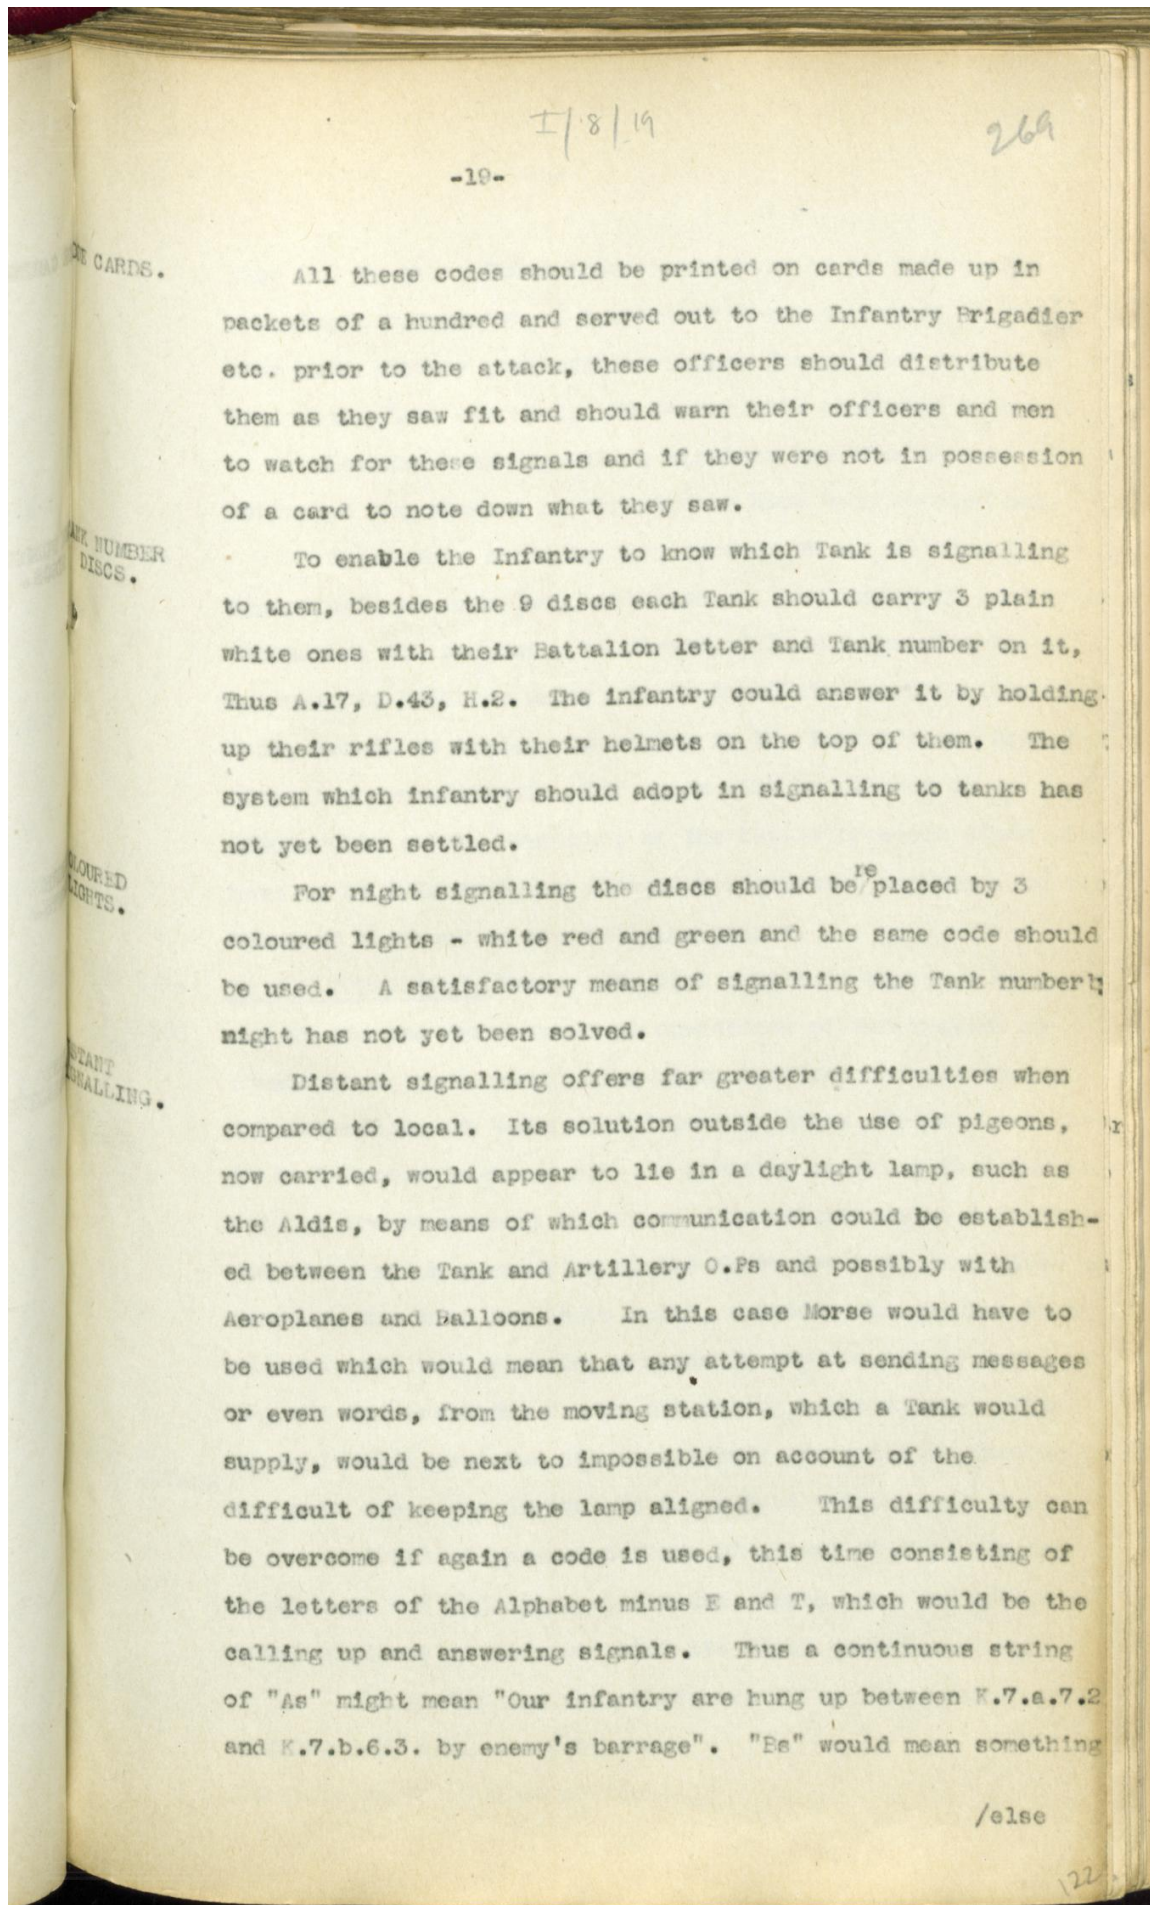 I/8/19
269
-19-
CARDS.
All these codes should be printed on cards made up in
packets of a hundred and served out to the Infantry Brigadier
etc. prior to the attack, these officers should distribute
them as they saw fit and should warn their officers and men
to watch for these signals and if they were not in possession
of a card to note down what they saw.
NUMBER
DISCS.
To enable the Infantry to know which Tank is signalling
to them, besides the 9 discs each Tank should carry 3 plain
white ones with their Battalion letter and Tank number on it,
Thus A.17, D.43, H.2. The infantry could answer it by holding
up their rifles with their helmets on the top of them. The
system which infantry should adopt in signalling to tanks has
not yet been settled.
OLOURED
LIGHTS.
For night signalling the discs should be/replaced by 3
coloured lights - white red and green and the same code should
be used. A satisfactory means of signalling the Tank number by
night has not yet been solved.
STANT
GNALLING.
Distant signalling offers far greater difficulties when
compared to local. Its solution outside the use of pigeons,
now carried, would appear to lie in a daylight lamp, such as
the Aldis, by means of which communication could be establish-
ed between the Tank and Artillery O.Ps and possibly with
Aeroplanes and Balloons. In this case Morse would have to
be used which would mean that any attempt at sending messages
or even words, from the moving station, which a Tank would
supply, would be next to impossible on account of the
difficult of keeping the lamp aligned. This difficulty can
be overcome if again a code is used, this time consisting of
the letters of the Alphabet minus E and T, which would be the
calling up and answering signals. Thus a continuous string
of "As" might mean "Our infantry are hung up between K.7.a.7.2
and K.7.b.6.3. by enemy's barrage". "Bs" would mean something
/else
122